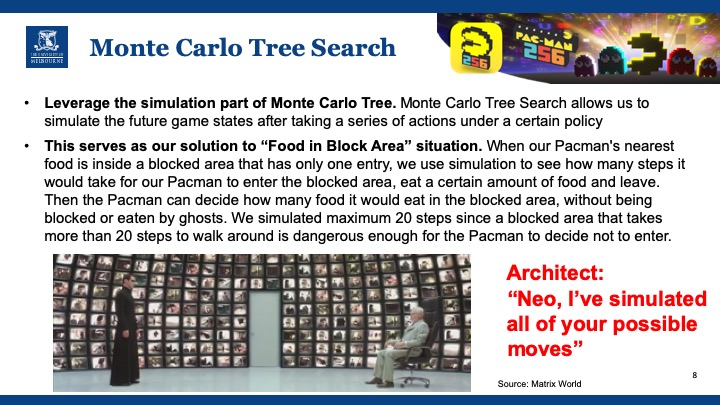 THE UNIVERSITY OF
MELBOURNE
Monte Carlo Tree Search
256
PAC-MAN
256
• Leverage the simulation part of Monte Carlo Tree. Monte Carlo Tree Search allows us to
simulate the future game states after taking a series of actions under a certain policy
• This serves as our solution to “Food in Block Area” situation. When our Pacman's nearest
food is inside a blocked area that has only one entry, we use simulation to see how many steps it
would take for our Pacman to enter the blocked area, eat a certain amount of food and leave.
Then the Pacman can decide how many food it would eat in the blocked area, without being
blocked or eaten by ghosts. We simulated maximum 20 steps since a blocked area that takes
more than 20 steps to walk around is dangerous enough for the Pacman to decide not to enter.
Architect:
“Neo, I’ve simulated
all of your possible
moves”
8
Source: Matrix World